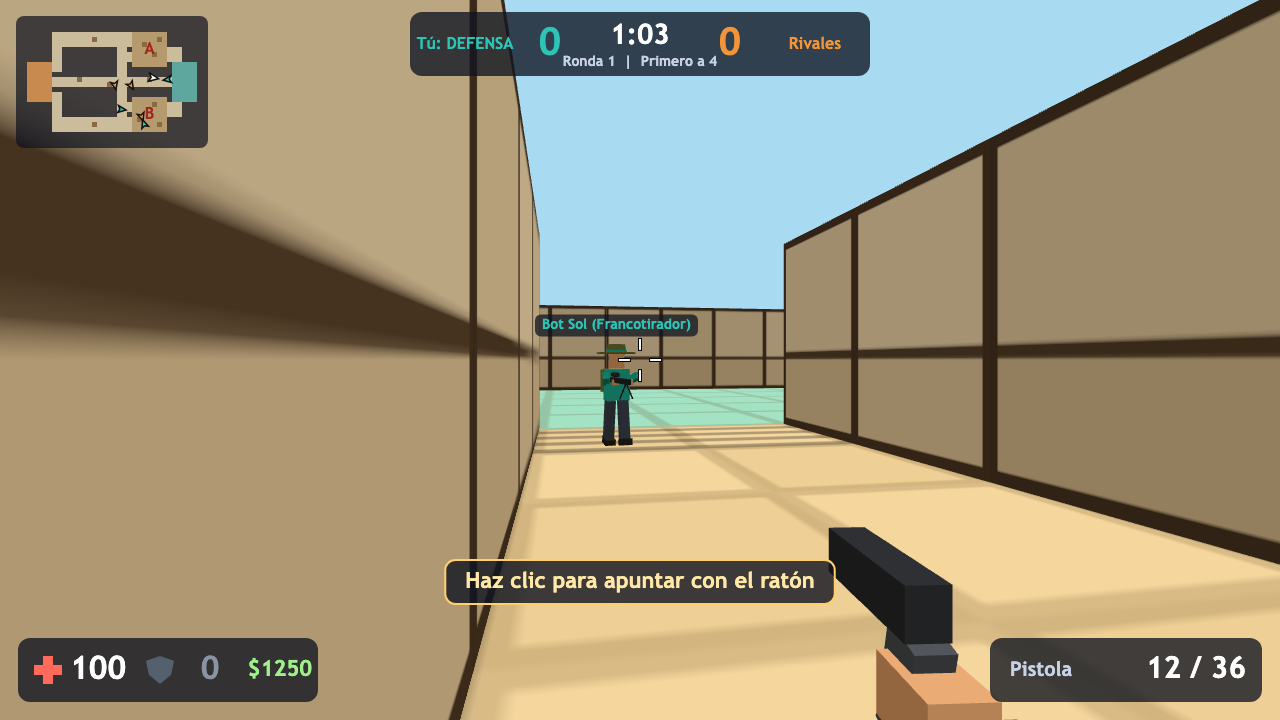 A
B
Tú: DEFENSA 0 1:03 0 Rivales
Ronda 1 | Primero a 4
Bot Sol (Francotirador)
Haz clic para apuntar con el ratón
100 0 $1250
Pistola 12 / 36